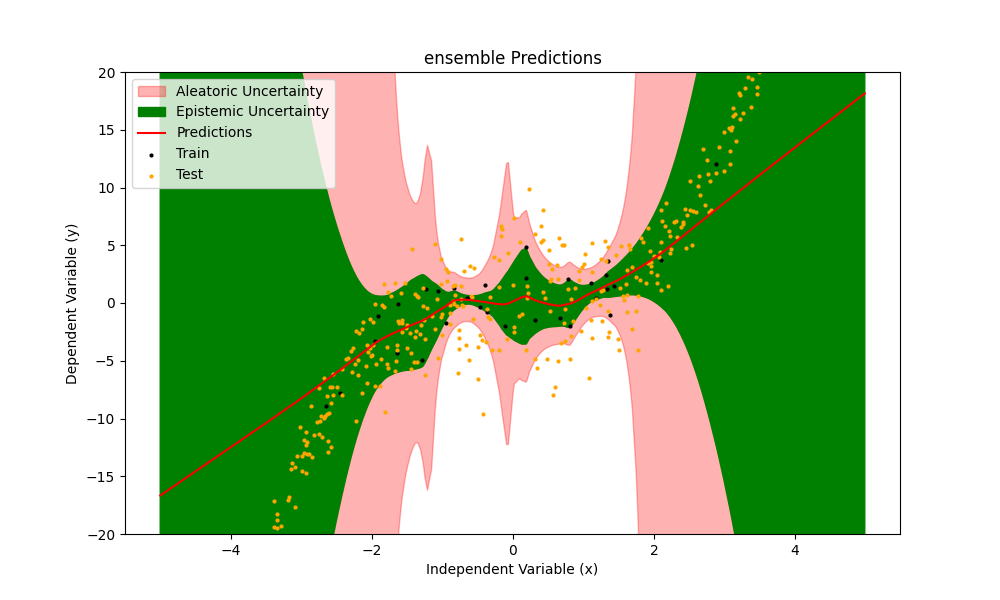 ensemble Predictions
Aleatoric Uncertainty
Epistemic Uncertainty
Predictions
Train
Test
20
15
10
5
0
−5
−10
−15
−20
Dependent Variable (y)
−4 −2 0 2 4
Independent Variable (x)